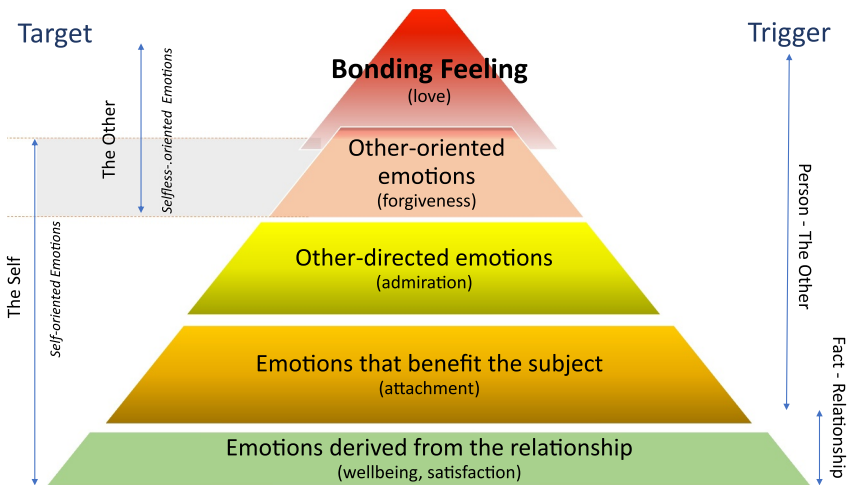 Target
Trigger
Bonding Feeling
(love)
Other-oriented
emotions
(forgiveness)
Other-directed emotions
(admiration)
Emotions that benefit the subject
(attachment)
Emotions derived from the relationship
(wellbeing, satisfaction)
The Other
Selfless-.oriented Emotions
The Self
Self-oriented Emotions
Person - The Other
Fact - Relationship